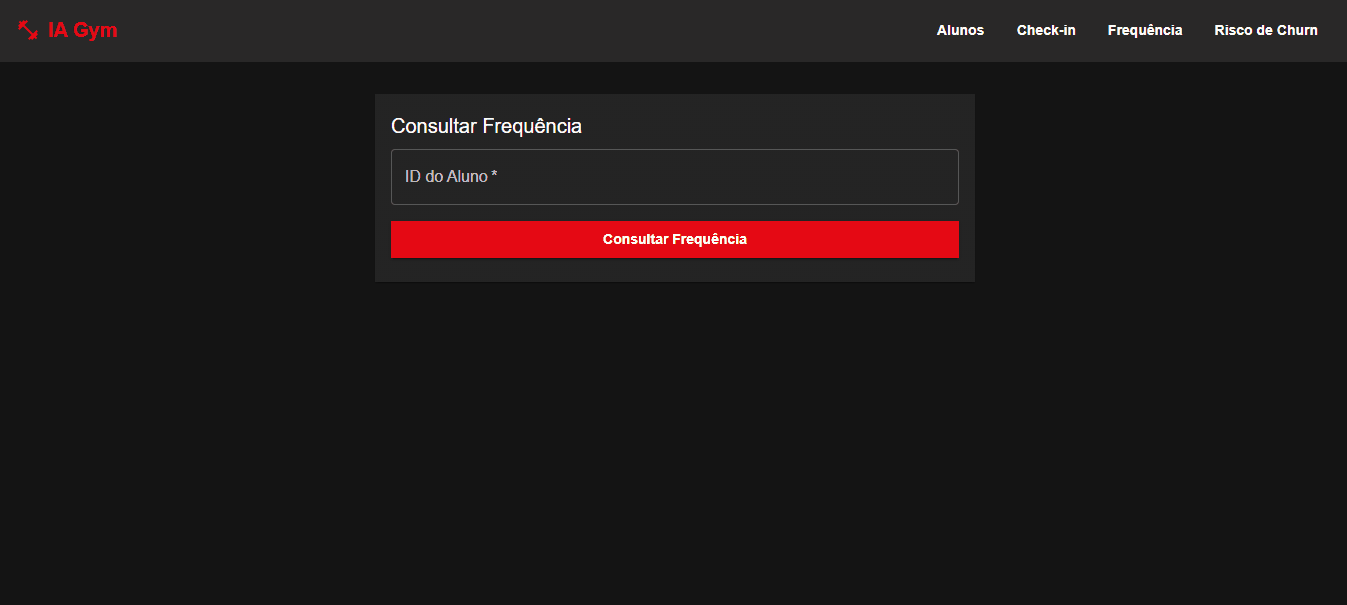 IA Gym
Alunos Check-in Frequência Risco de Churn
Consultar Frequência
ID do Aluno *
Consultar Frequência